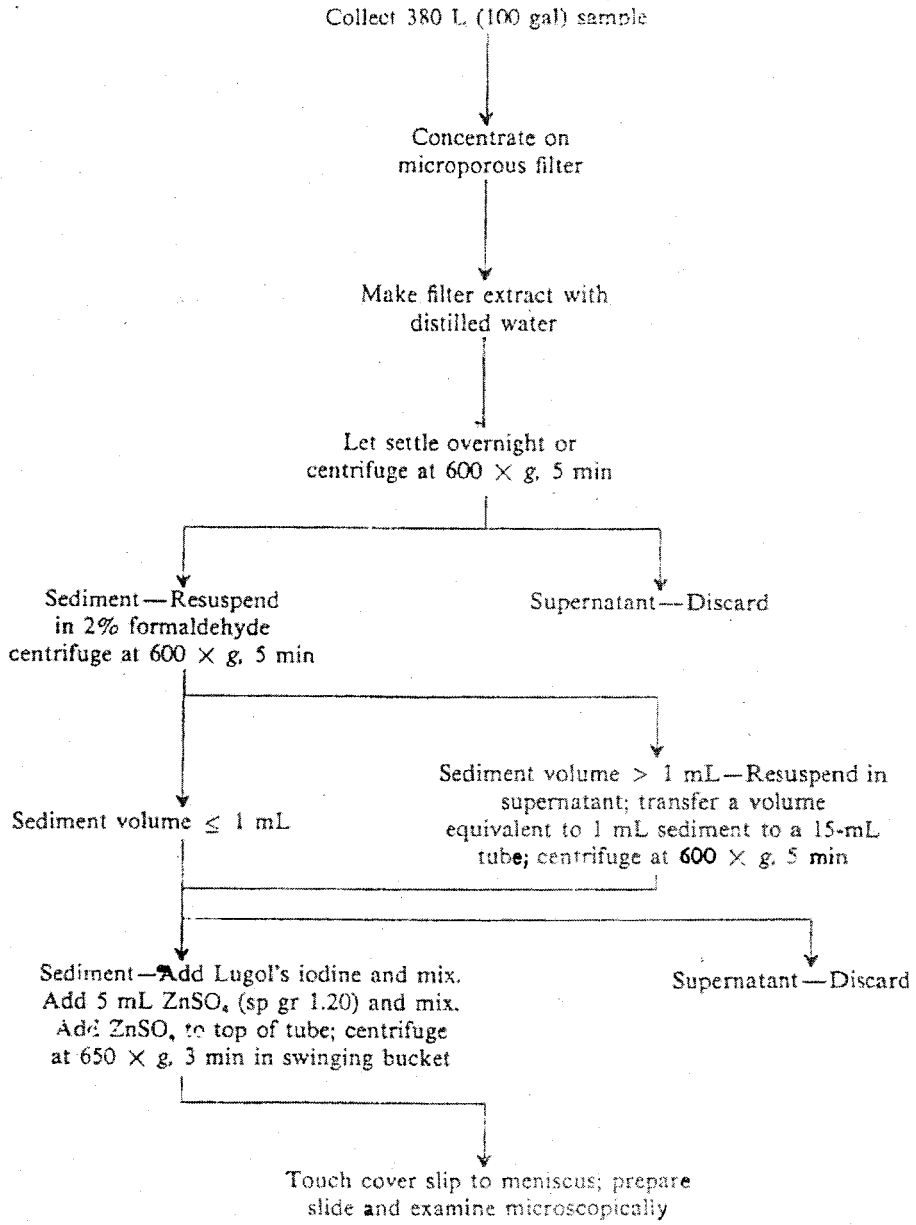 Collect 380 L (100 gal) sample
Concentrate on
microporous filter
Make filter extract with
distilled water
Let settle overnight or
centrifuge at 600 × g, 5 min
Sediment—Resuspend
in 2% formaldehyde
centrifuge at 600 × g, 5 min
Supernatant—Discard
Sediment volume ≤ 1 mL
Sediment volume > 1 mL—Resuspend in
supernatant; transfer a volume
equivalent to 1 mL sediment to a 15-mL
tube; centrifuge at 600 × g, 5 min
Sediment—Add Lugol's iodine and mix.
Add 5 mL ZnSO₄ (sp gr 1.20) and mix.
Add ZnSO₄ to top of tube; centrifuge
at 650 × g, 3 min in swinging bucket
Supernatant—Discard
Touch cover slip to meniscus; prepare
slide and examine microscopically